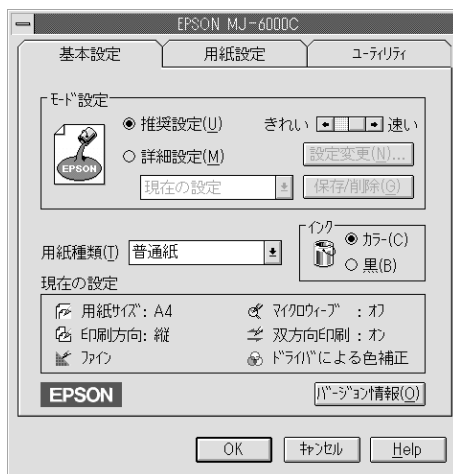 EPSON MJ-6000C
基本設定 用紙設定 ユーティリティ
モード設定
推奨設定(U) きれい 速い
EPSON
詳細設定(M) 設定変更(N)...
現在の設定 保存/削除(G)
インク
カラー(C)
用紙種類(T) 普通紙
黒(B)
現在の設定
用紙サイズ: A4 マイクロウィーブ : オフ
印刷方向: 縦 双方向印刷 : オン
ファイン ドライバによる色補正
EPSON バージョン情報(O)
OK キャンセル Help